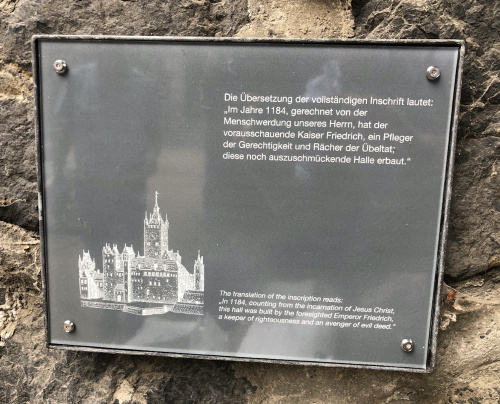 Die Übersetzung der vollständigen Inschrift lautet:
„Im Jahre 1184, gerechnet von der
Menschwerdung unseres Herrn, hat der
vorausschauende Kaiser Friedrich, ein Pfleger
der Gerechtigkeit und Rächer der Übeltat;
diese noch auszuschmückende Halle erbaut."
The translation of the inscription reads:
„In 1184, counting from the incarnation of Jesus Christ,
this hall was built by the foresighted Emperor Friedrich,
a keeper of righteousness and an avenger of evil deed."